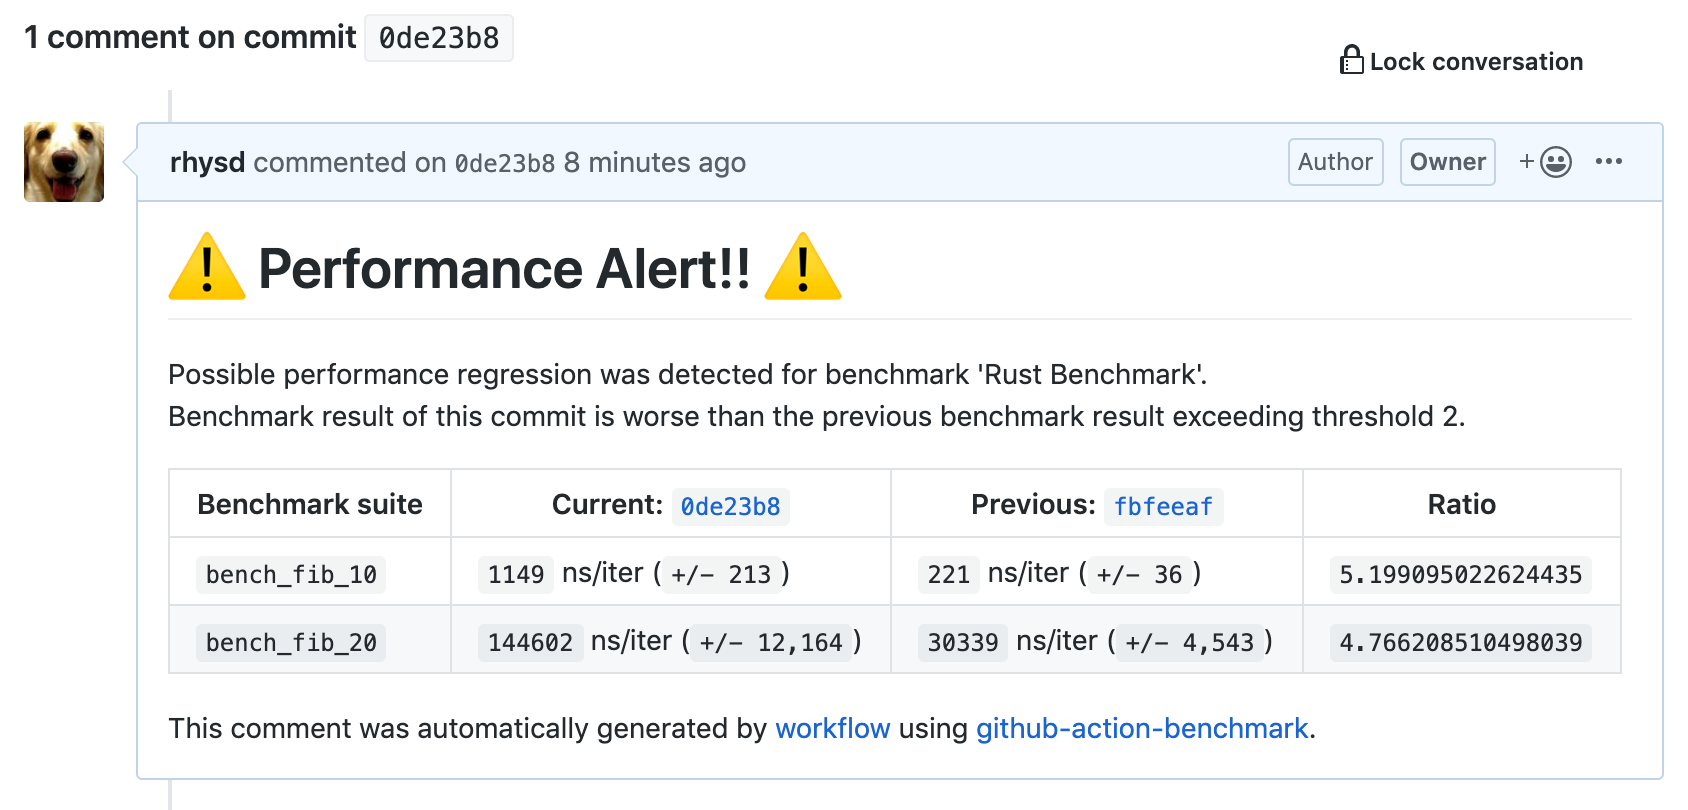 1 comment on commit 0de23b8
Lock conversation
rhysd commented on 0de23b8 8 minutes ago Author Owner
Performance Alert!!
Possible performance regression was detected for benchmark 'Rust Benchmark'.
Benchmark result of this commit is worse than the previous benchmark result exceeding threshold 2.
Benchmark suite Current: 0de23b8 Previous: fbfeeaf Ratio
bench_fib_10 1149 ns/iter (+/- 213) 221 ns/iter (+/- 36) 5.199095022624435
bench_fib_20 144602 ns/iter (+/- 12,164) 30339 ns/iter (+/- 4,543) 4.766208510498039
This comment was automatically generated by workflow using github-action-benchmark.